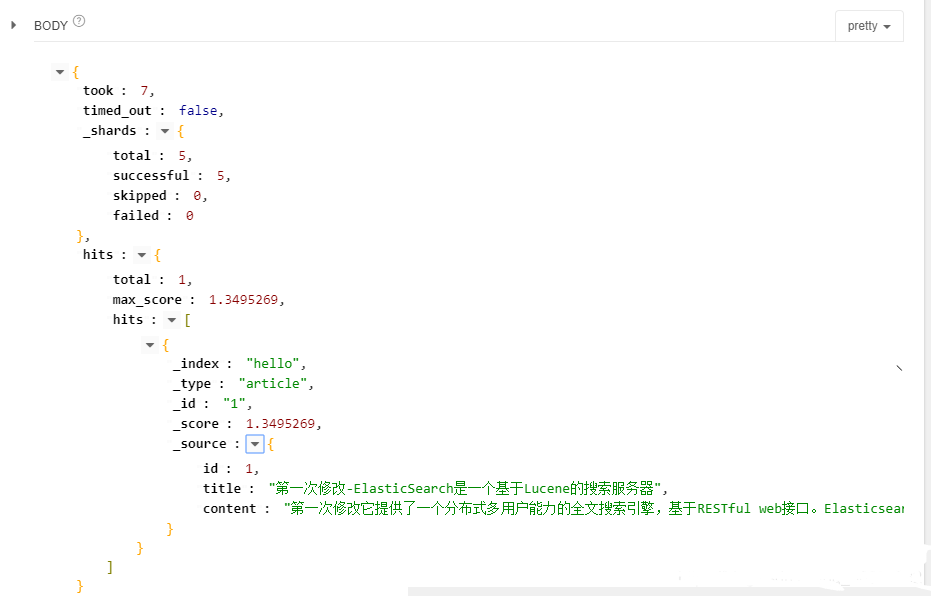 BODY ?
pretty
{
took : 7,
timed_out : false,
_shards : {
total : 5,
successful : 5,
skipped : 0,
failed : 0
},
hits : {
total : 1,
max_score : 1.3495269,
hits : [
{
_index : "hello",
_type : "article",
_id : "1",
_score : 1.3495269,
_source : {
id : 1,
title : "第一次修改-ElasticSearch是一个基于Lucene的搜索服务器",
content : "第一次修改它提供了一个分布式多用户能力的全文搜索引擎，基于RESTful web接口。Elasticsear
}
}
]
}